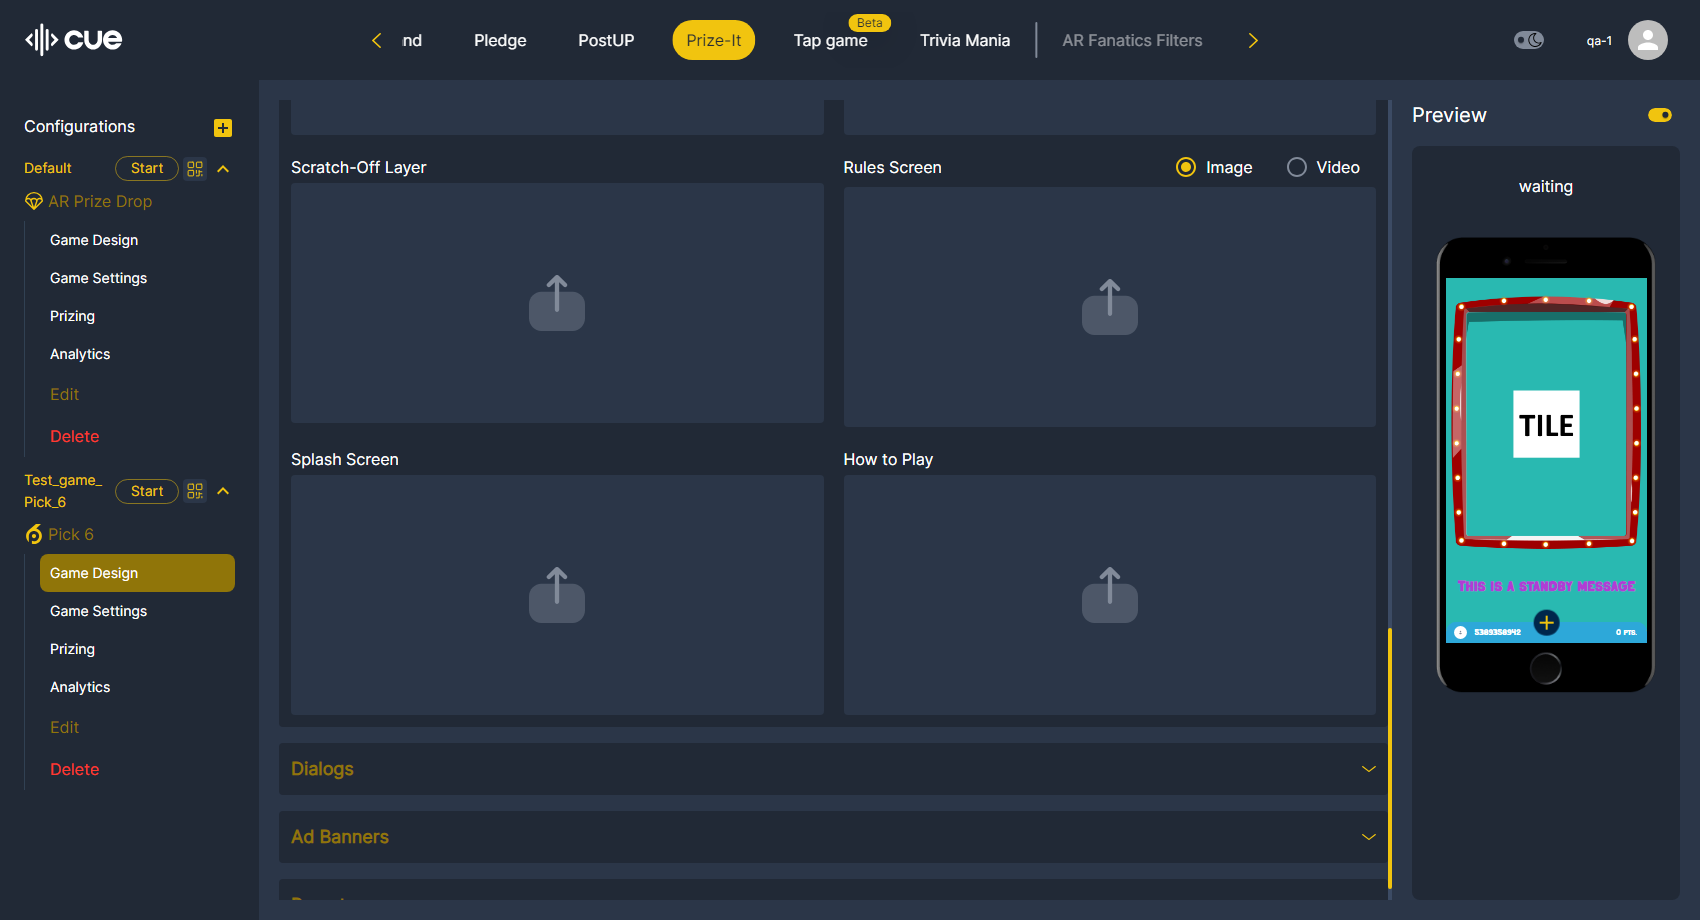 cue
Pledge
PostUP
Prize-It
Tap game
Beta
Trivia Mania
AR Fanatics Filters
qa-1
Configurations
Default
Start
AR Prize Drop
Game Design
Game Settings
Prizing
Analytics
Edit
Delete
Test_game_
Pick_6
Start
Pick 6
Game Design
Game Settings
Prizing
Analytics
Edit
Delete
Scratch-Off Layer
Rules Screen
Image
Video
Splash Screen
How to Play
Dialogs
Ad Banners
Preview
waiting
TILE
THIS IS A STANDBY MESSAGE
0 PTS.